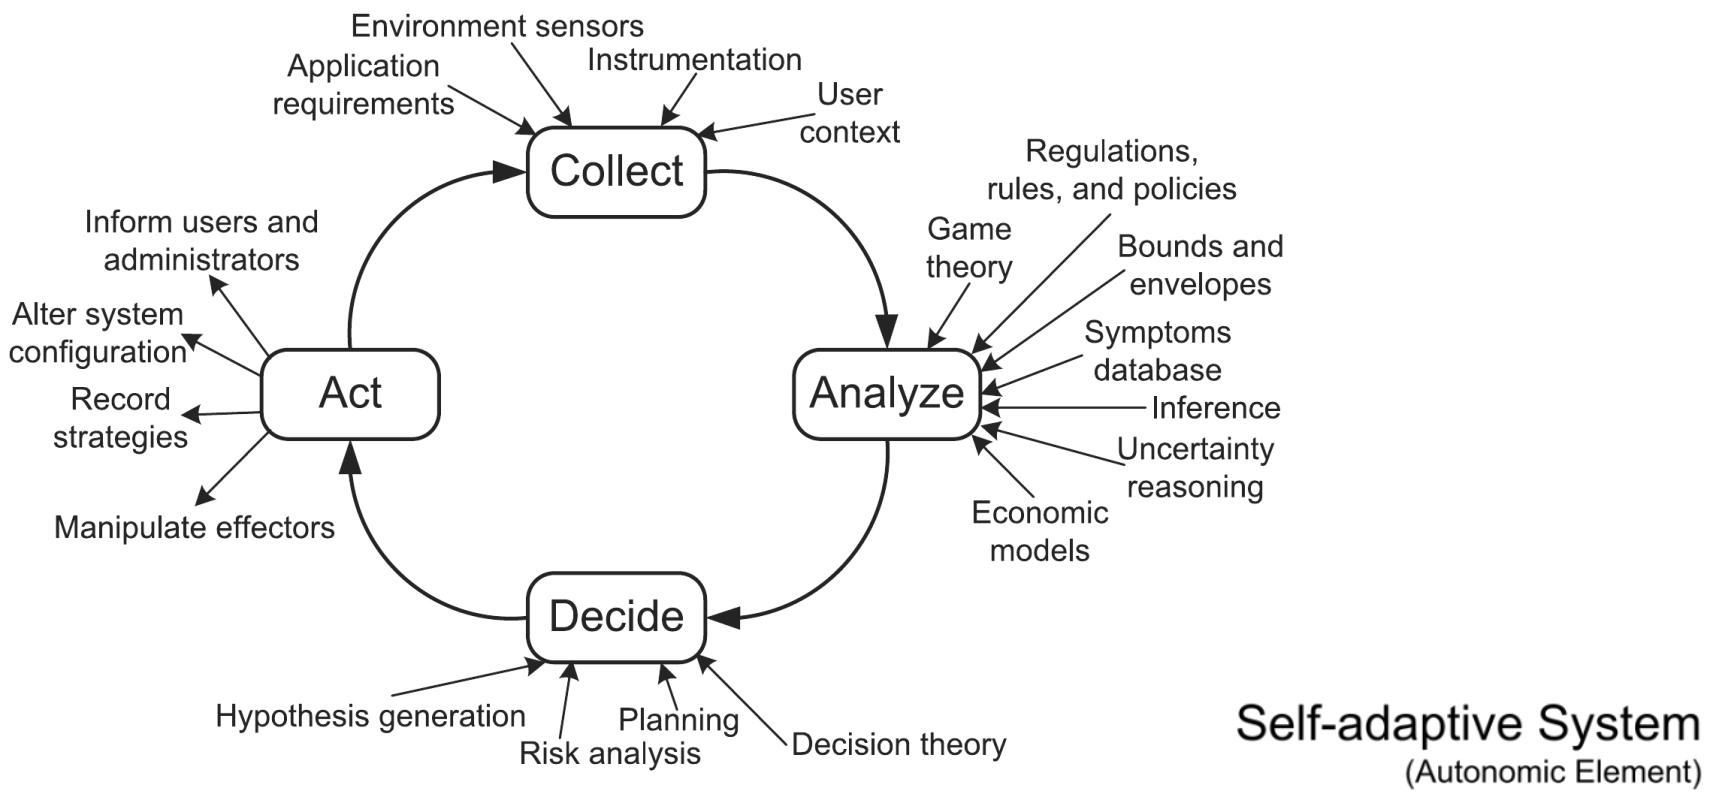 Environment sensors
Application
requirements
Instrumentation
User
context
Collect
Regulations,
rules, and policies
Game
theory
Bounds and
envelopes
Symptoms
database
Inference
Uncertainty
reasoning
Economic
models
Analyze
Inform users and
administrators
Alter system
configuration
Record
strategies
Manipulate effectors
Act
Decide
Hypothesis generation
Risk analysis
Planning
Decision theory
Self-adaptive System
(Autonomic Element)